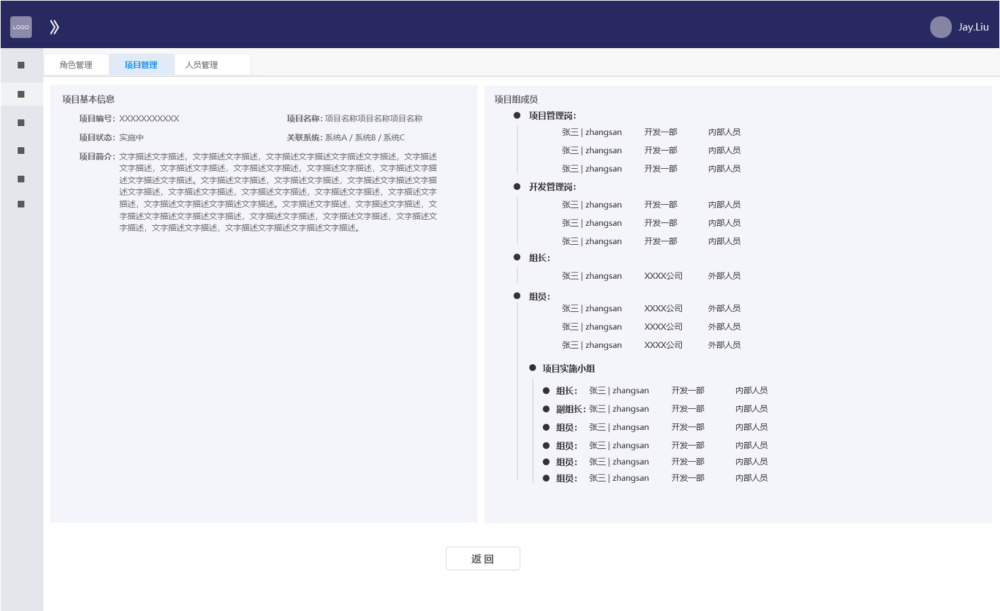 LOGO
Jay.Liu
角色管理
项目管理
人员管理
项目基本信息
项目编号：XXXXXXXXXXX
项目名称：项目名称项目名称项目名称
项目状态：实施中
关联系统：系统A / 系统B / 系统C
项目简介：文字描述文字描述，文字描述文字描述，文字描述文字描述文字描述文字描述，文字描述
文字描述，文字描述文字描述，文字描述文字描述，文字描述文字描述，文字描述文字描
述文字描述文字描述。文字描述文字描述，文字描述文字描述，文字描述文字描述文字描
述文字描述，文字描述文字描述，文字描述文字描述，文字描述文字描述，文字描述文字
描述，文字描述文字描述文字描述文字描述。文字描述文字描述，文字描述文字描述，文
字描述文字描述文字描述文字描述，文字描述文字描述，文字描述文字描述，文字描述文
字描述，文字描述文字描述，文字描述文字描述文字描述文字描述。
项目组成员
项目管理岗：
张三 | zhangsan 开发一部 内部人员
张三 | zhangsan 开发一部 内部人员
张三 | zhangsan 开发一部 内部人员
开发管理岗：
张三 | zhangsan 开发一部 内部人员
张三 | zhangsan 开发一部 内部人员
张三 | zhangsan 开发一部 内部人员
组长：
张三 | zhangsan XXXX公司 外部人员
组员：
张三 | zhangsan XXXX公司 外部人员
张三 | zhangsan XXXX公司 外部人员
张三 | zhangsan XXXX公司 外部人员
项目实施小组
组长： 张三 | zhangsan 开发一部 内部人员
副组长：张三 | zhangsan 开发一部 内部人员
组员： 张三 | zhangsan 开发一部 内部人员
组员： 张三 | zhangsan 开发一部 内部人员
组员： 张三 | zhangsan 开发一部 内部人员
组员： 张三 | zhangsan 开发一部 内部人员
返 回